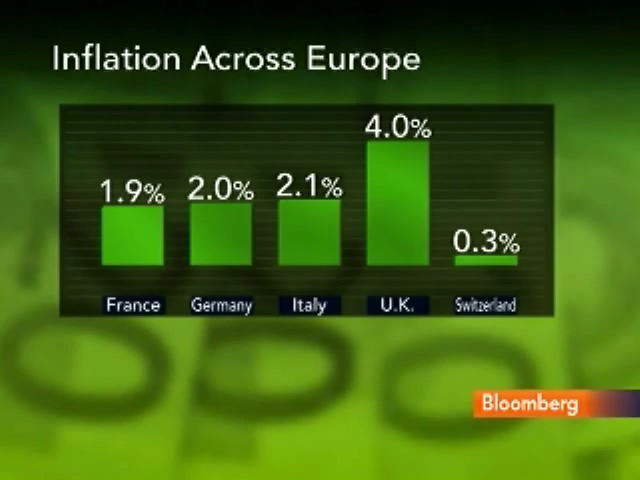 Inflation Across Europe
1.9% 2.0% 2.1% 4.0% 0.3%
France Germany Italy U.K. Switzerland
Bloomberg